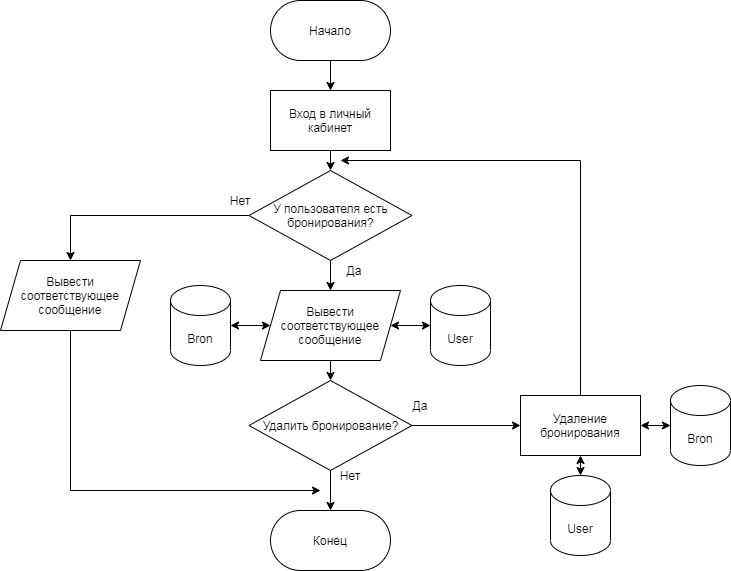 Начало
Вход в личный
кабинет
Нет
У пользователя есть
бронирования?
Да
Вывести
соответствующее
сообщение
Bron
Вывести
соответствующее
сообщение
User
Удалить бронирование?
Да
Удаление
бронирования
Bron
Нет
User
Конец